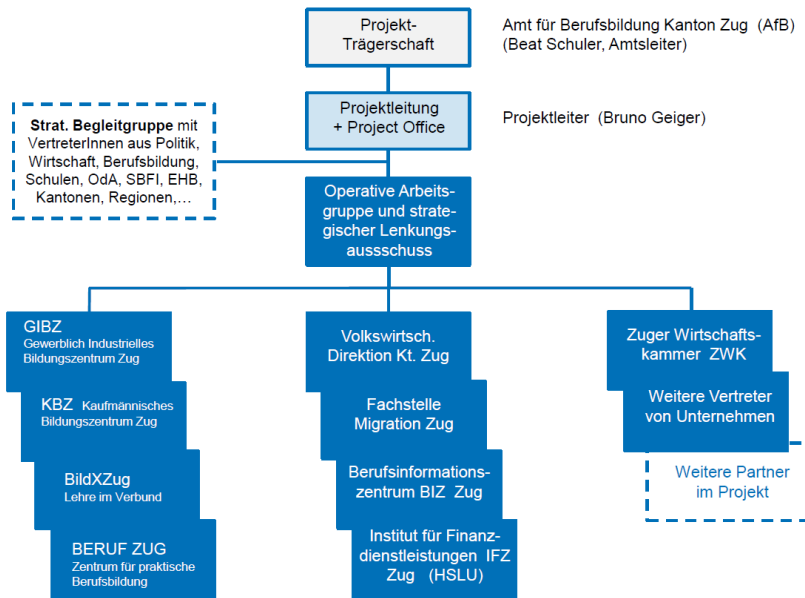 Projekt-
Trägerschaft
Amt für Berufsbildung Kanton Zug (AfB)
(Beat Schuler, Amtsleiter)
Projektleitung
+ Project Office
Projektleiter (Bruno Geiger)
Strat. Begleitgruppe mit
VertreterInnen aus Politik,
Wirtschaft, Berufsbildung,
Schulen, OdA, SBFI, EHB,
Kantonen, Regionen,…
Operative Arbeits-
gruppe und strate-
gischer Lenkungs-
aussschuss
GIBZ
Gewerblich Industrielles
Bildungszentrum Zug
KBZ Kaufmännisches
Bildungszentrum Zug
BildXZug
Lehre im Verbund
BERUF ZUG
Zentrum für praktische
Berufsbildung
Volkswirtsch.
Direktion Kt. Zug
Fachstelle
Migration Zug
Berufsinformations-
zentrum BIZ Zug
Institut für Finanz-
dienstleistungen IFZ
Zug (HSLU)
Zuger Wirtschafts-
kammer ZWK
Weitere Vertreter
von Unternehmen
Weitere Partner
im Projekt